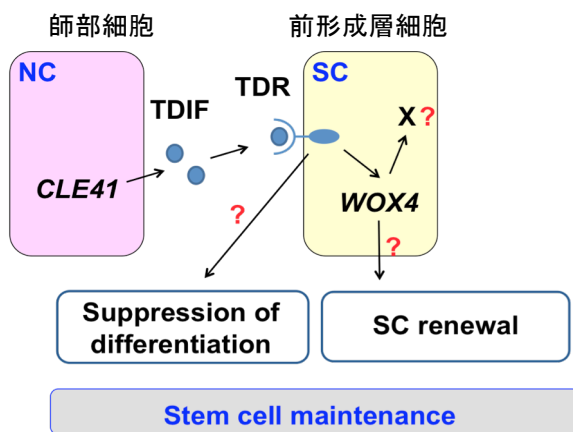 師部細胞
前形成層細胞
NC
SC
TDIF
TDR
X?
CLE41
WOX4
?
?
Suppression of
differentiation
SC renewal
Stem cell maintenance